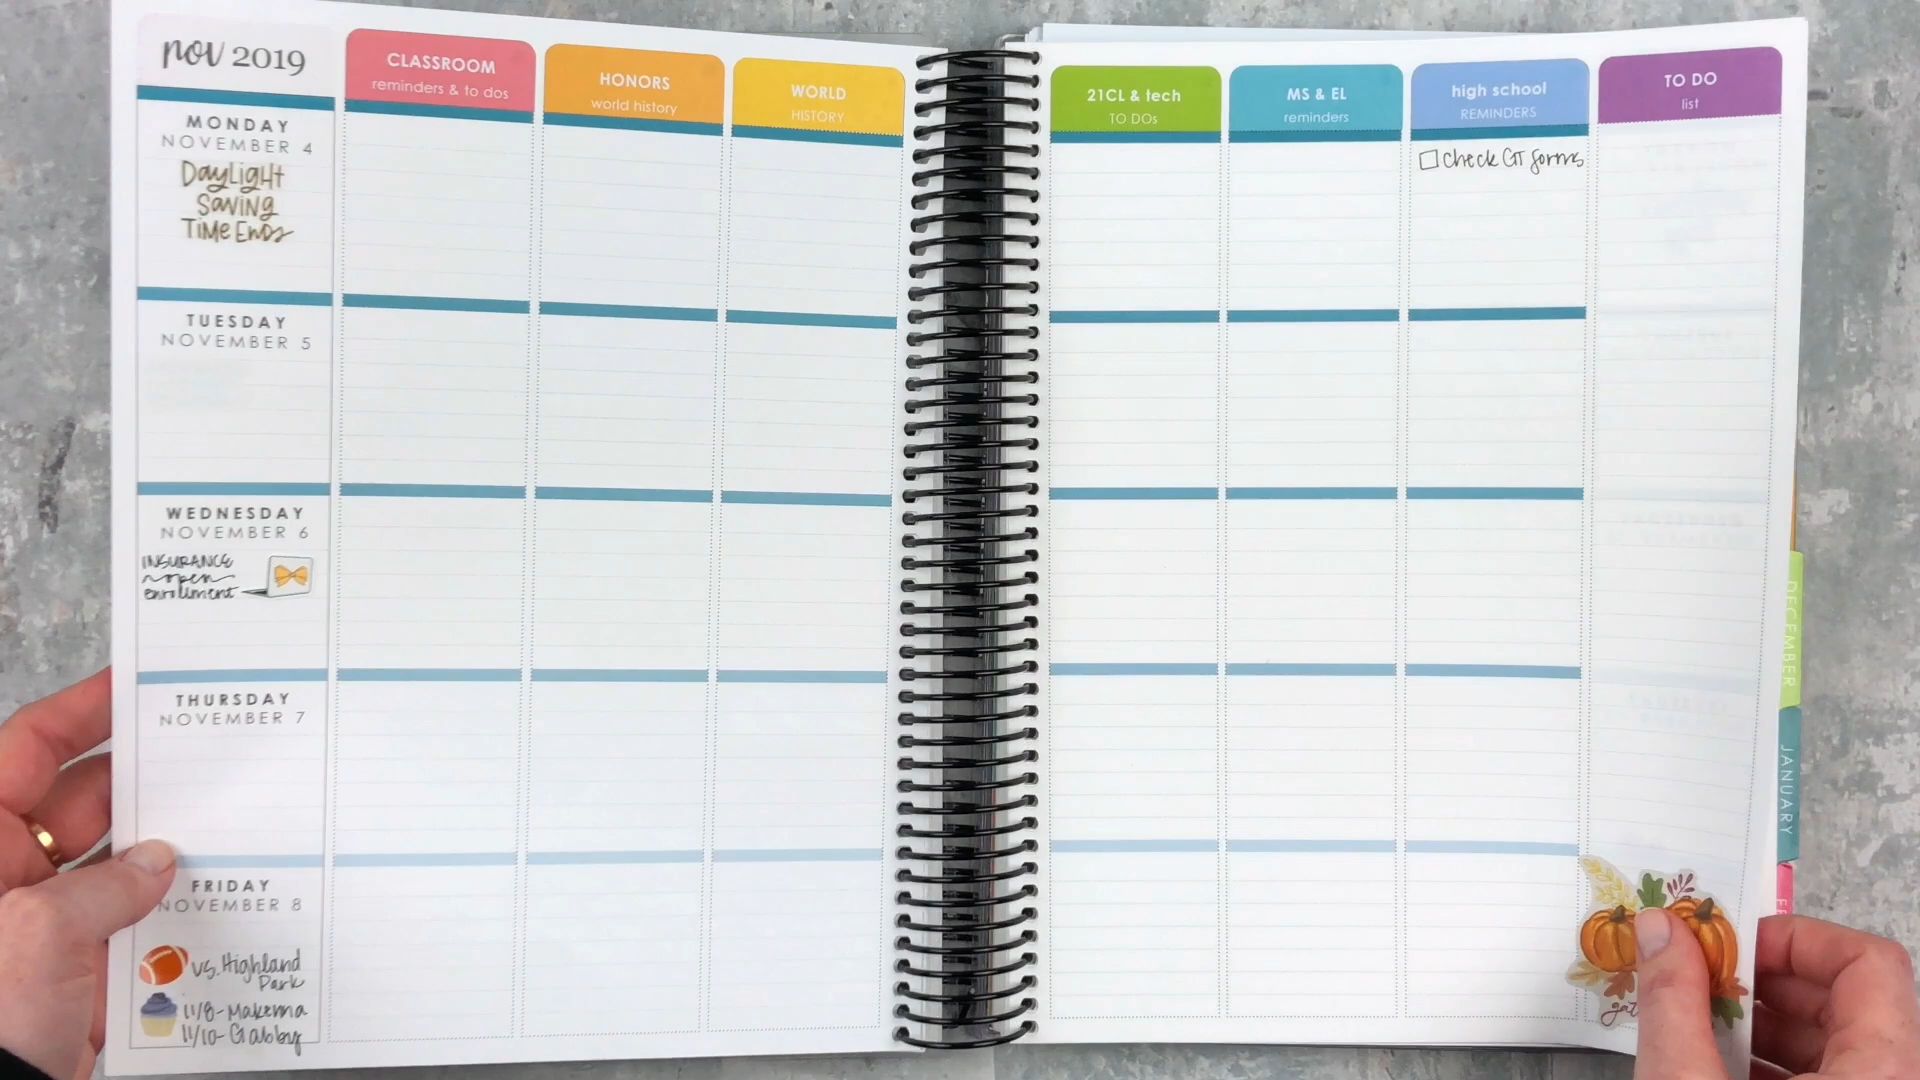 nov 2019
CLASSROOM
reminders & to dos
HONORS
world history
WORLD
HISTORY
21CL & tech
TO DOs
MS & EL
reminders
high school
REMINDERS
TO DO
list
MONDAY
NOVEMBER 4
DAYLIGHT
SAVING
TIME ENDS
check GT forms
TUESDAY
NOVEMBER 5
WEDNESDAY
NOVEMBER 6
INSURANCE
open
enrollment
THURSDAY
NOVEMBER 7
FRIDAY
NOVEMBER 8
vs. Highland
Park
11/8- Makenna
11/10- Gabby
DECEMBER
JANUARY